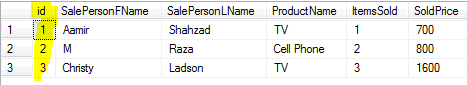 id SalePersonFName SalePersonLName ProductName ItemsSold SoldPrice
1 1 Aamir Shahzad TV 1 700
2 2 M Raza Cell Phone 2 800
3 3 Christy Ladson TV 3 1600